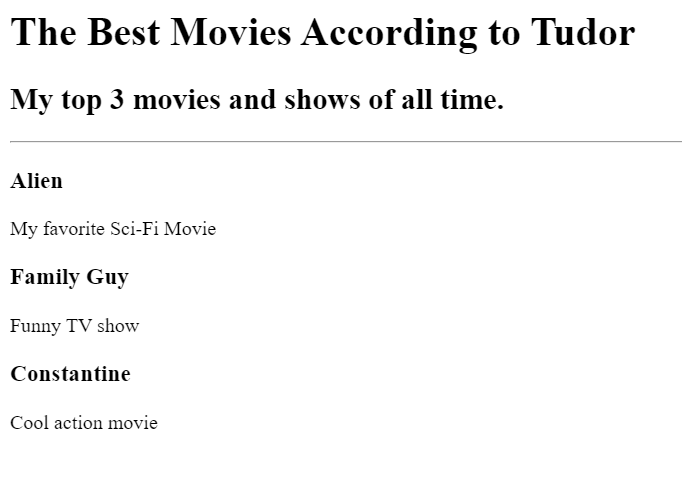 The Best Movies According to Tudor
My top 3 movies and shows of all time.
Alien
My favorite Sci-Fi Movie
Family Guy
Funny TV show
Constantine
Cool action movie